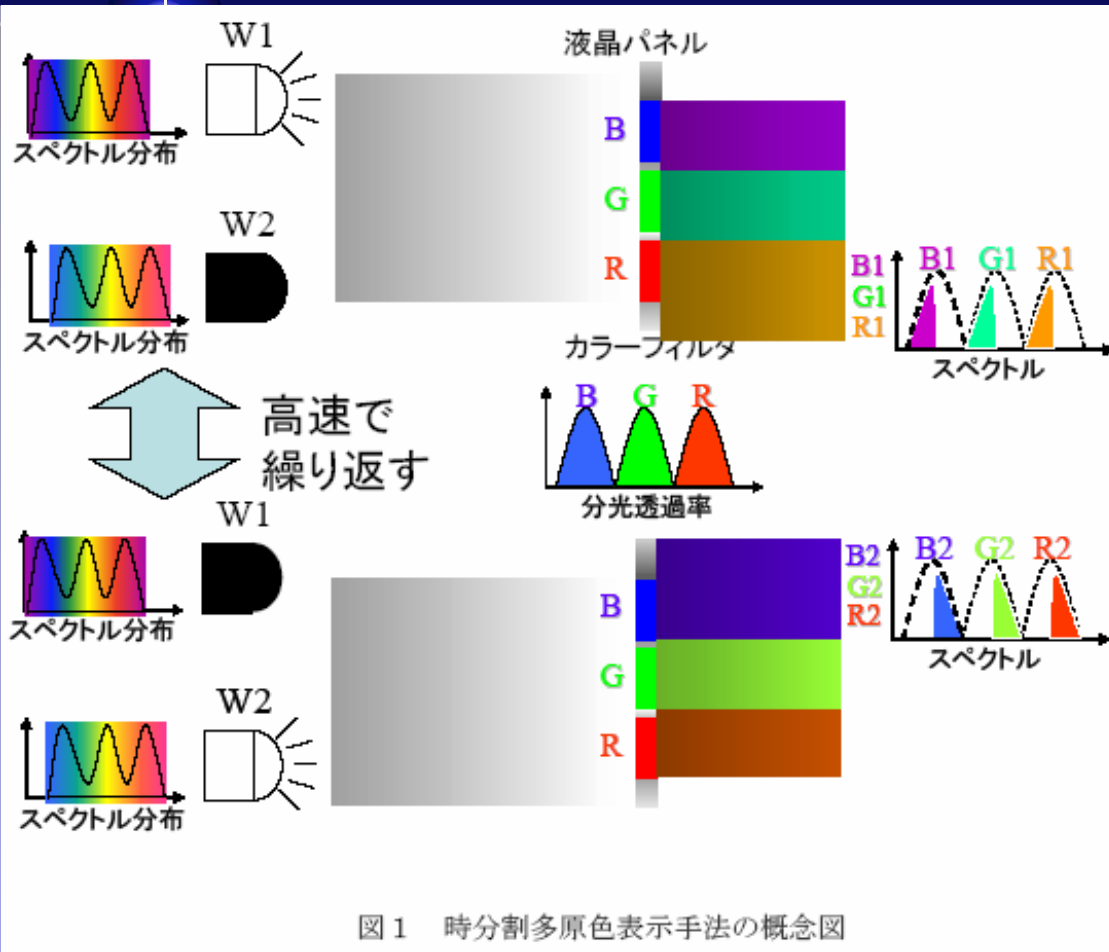 W1
スペクトル分布
液晶パネル
B
G
R
W2
スペクトル分布
B1
G1
R1
B1 G1 R1
スペクトル
カラーフィルタ
高速で
繰り返す
B G R
分光透過率
W1
スペクトル分布
B
G
R
B2
G2
R2
B2 G2 R2
スペクトル
W2
スペクトル分布
図1 時分割多原色表示手法の概念図